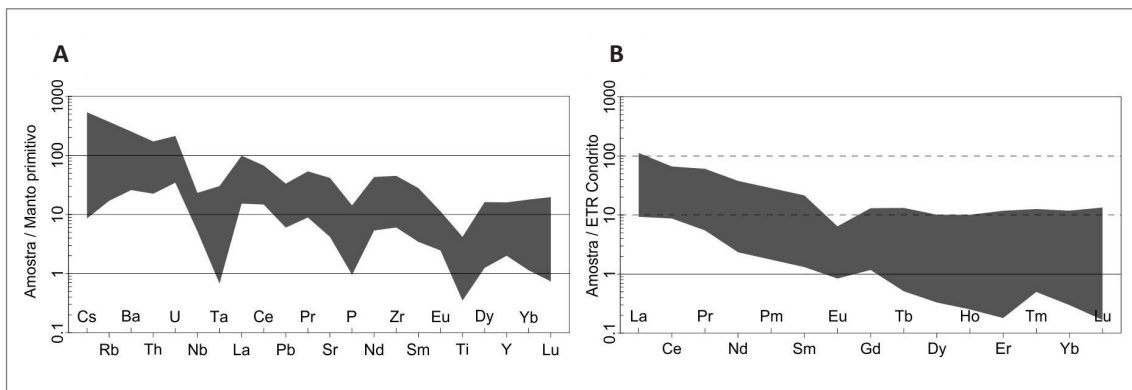 A
Amostra / Manto primitivo
1000
100
10
1
0.1
Cs Ba U Ta Ce Pr P Zr Eu Dy Yb
La
Rb Th Nb La Pb Sr Nd Sm Ti Y Lu
B
Amostra / ETR Condrito
1000
100
10
1
0.1
La Pr Pm Eu Tb Ho Tm Lu
Ce Nd Sm Gd Dy Er Yb